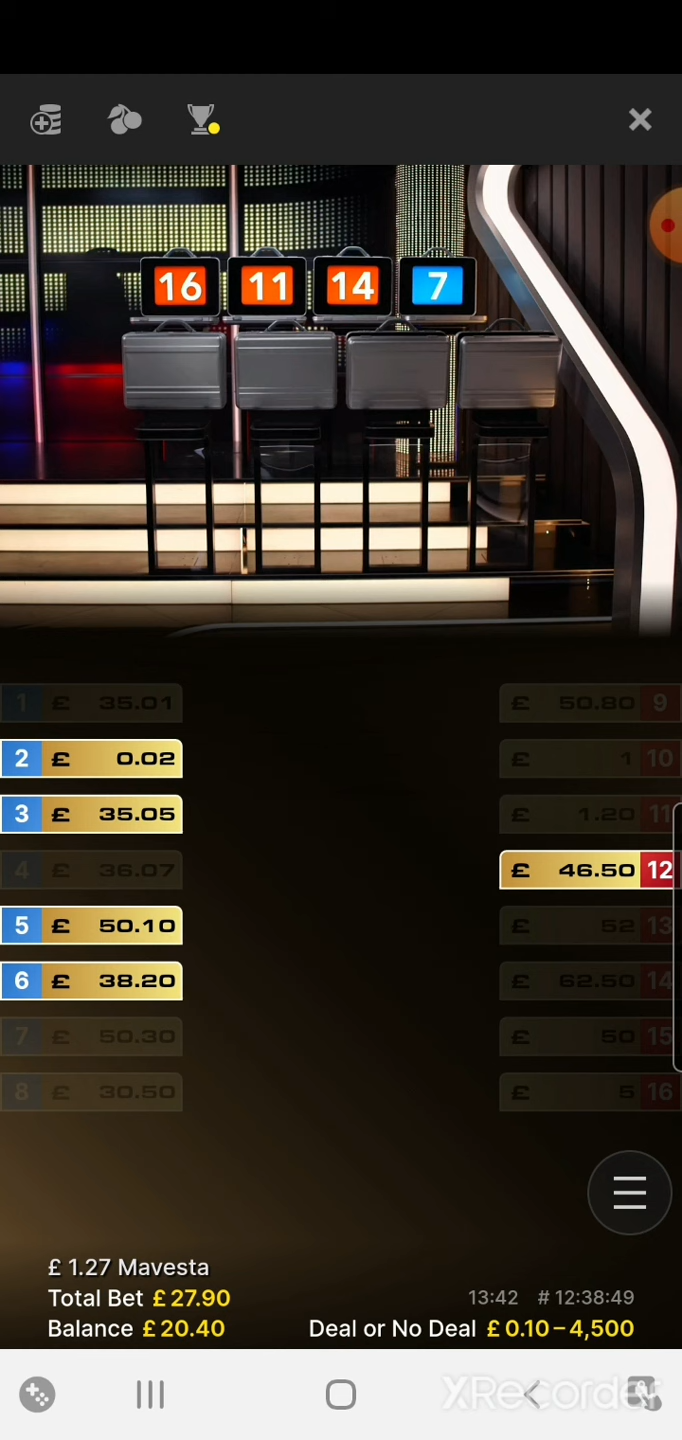 16 11 14 7
1 £ 35.01
£ 50.80 9
2 £ 0.02
£ 1 10
3 £ 35.05
£ 1.20 11
4 £ 36.07
£ 46.50 12
5 £ 50.10
£ 52 13
6 £ 38.20
£ 62.50 14
7 £ 50.30
£ 50 15
8 £ 30.50
£ 5 16
£ 1.27 Mavesta
Total Bet £ 27.90
13:42 # 12:38:49
Balance £ 20.40
Deal or No Deal £ 0.10–4,500
XRecorder